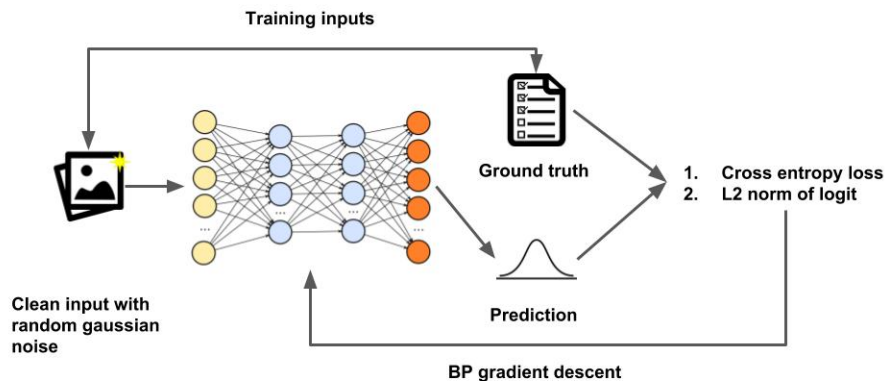 Training inputs
Ground truth
1. Cross entropy loss
2. L2 norm of logit
...
...
...
...
Clean input with
random gaussian
noise
Prediction
BP gradient descent